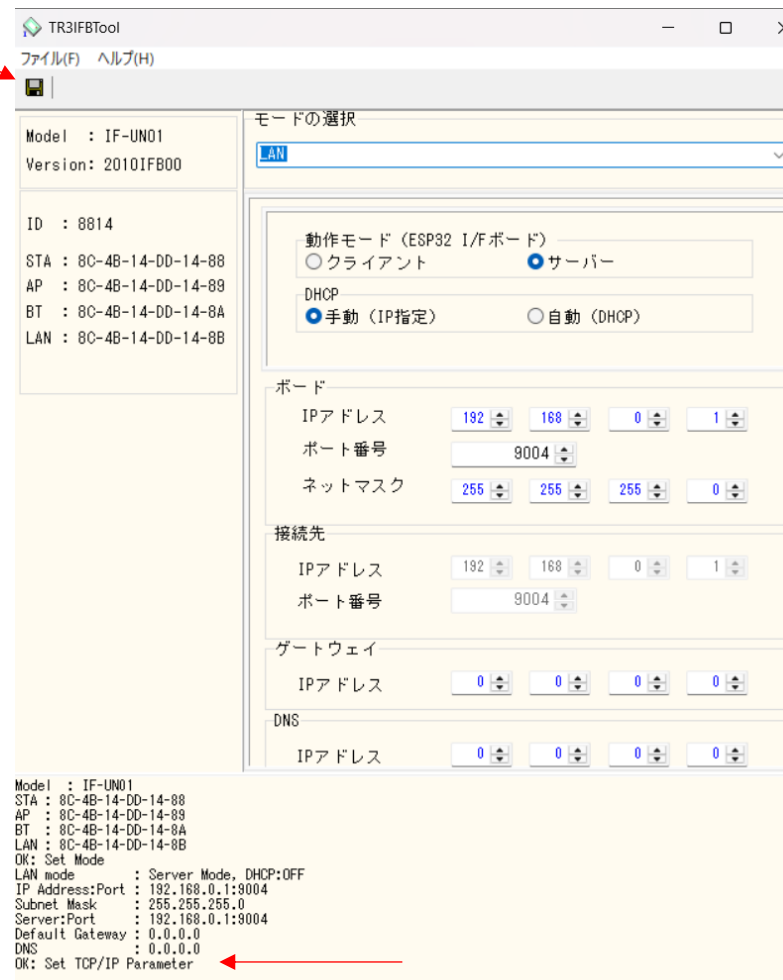 TR3IFBTool
ファイル(F) ヘルプ(H)
Model : IF-UN01
Version: 2010IFB00
ID : 8814
STA : 8C-4B-14-DD-14-88
AP : 8C-4B-14-DD-14-89
BT : 8C-4B-14-DD-14-8A
LAN : 8C-4B-14-DD-14-8B
モードの選択
LAN
動作モード (ESP32 I/Fボード)
クライアント サーバー
DHCP
手動 (IP指定) 自動 (DHCP)
ボード
IPアドレス 192 168 0 1
ポート番号 9004
ネットマスク 255 255 255 0
接続先
IPアドレス 192 168 0 1
ポート番号 9004
ゲートウェイ
IPアドレス 0 0 0 0
DNS
IPアドレス 0 0 0 0
Model : IF-UN01
STA : 8C-4B-14-DD-14-88
AP : 8C-4B-14-DD-14-89
BT : 8C-4B-14-DD-14-8A
LAN : 8C-4B-14-DD-14-8B
OK: Set Mode
LAN mode : Server Mode, DHCP:OFF
IP Address:Port : 192.168.0.1:9004
Subnet Mask : 255.255.255.0
Server:Port : 192.168.0.1:9004
Default Gateway : 0.0.0.0
DNS : 0.0.0.0
OK: Set TCP/IP Parameter